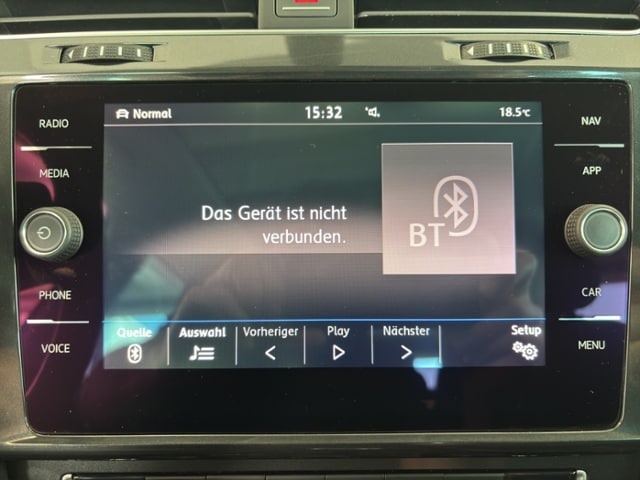 Normal 15:32 18.5°C
RADIO
MEDIA
PHONE
VOICE
NAV
APP
CAR
MENU
Das Gerät ist nicht
verbunden.
BT
Quelle Auswahl Vorheriger Play Nächster Setup